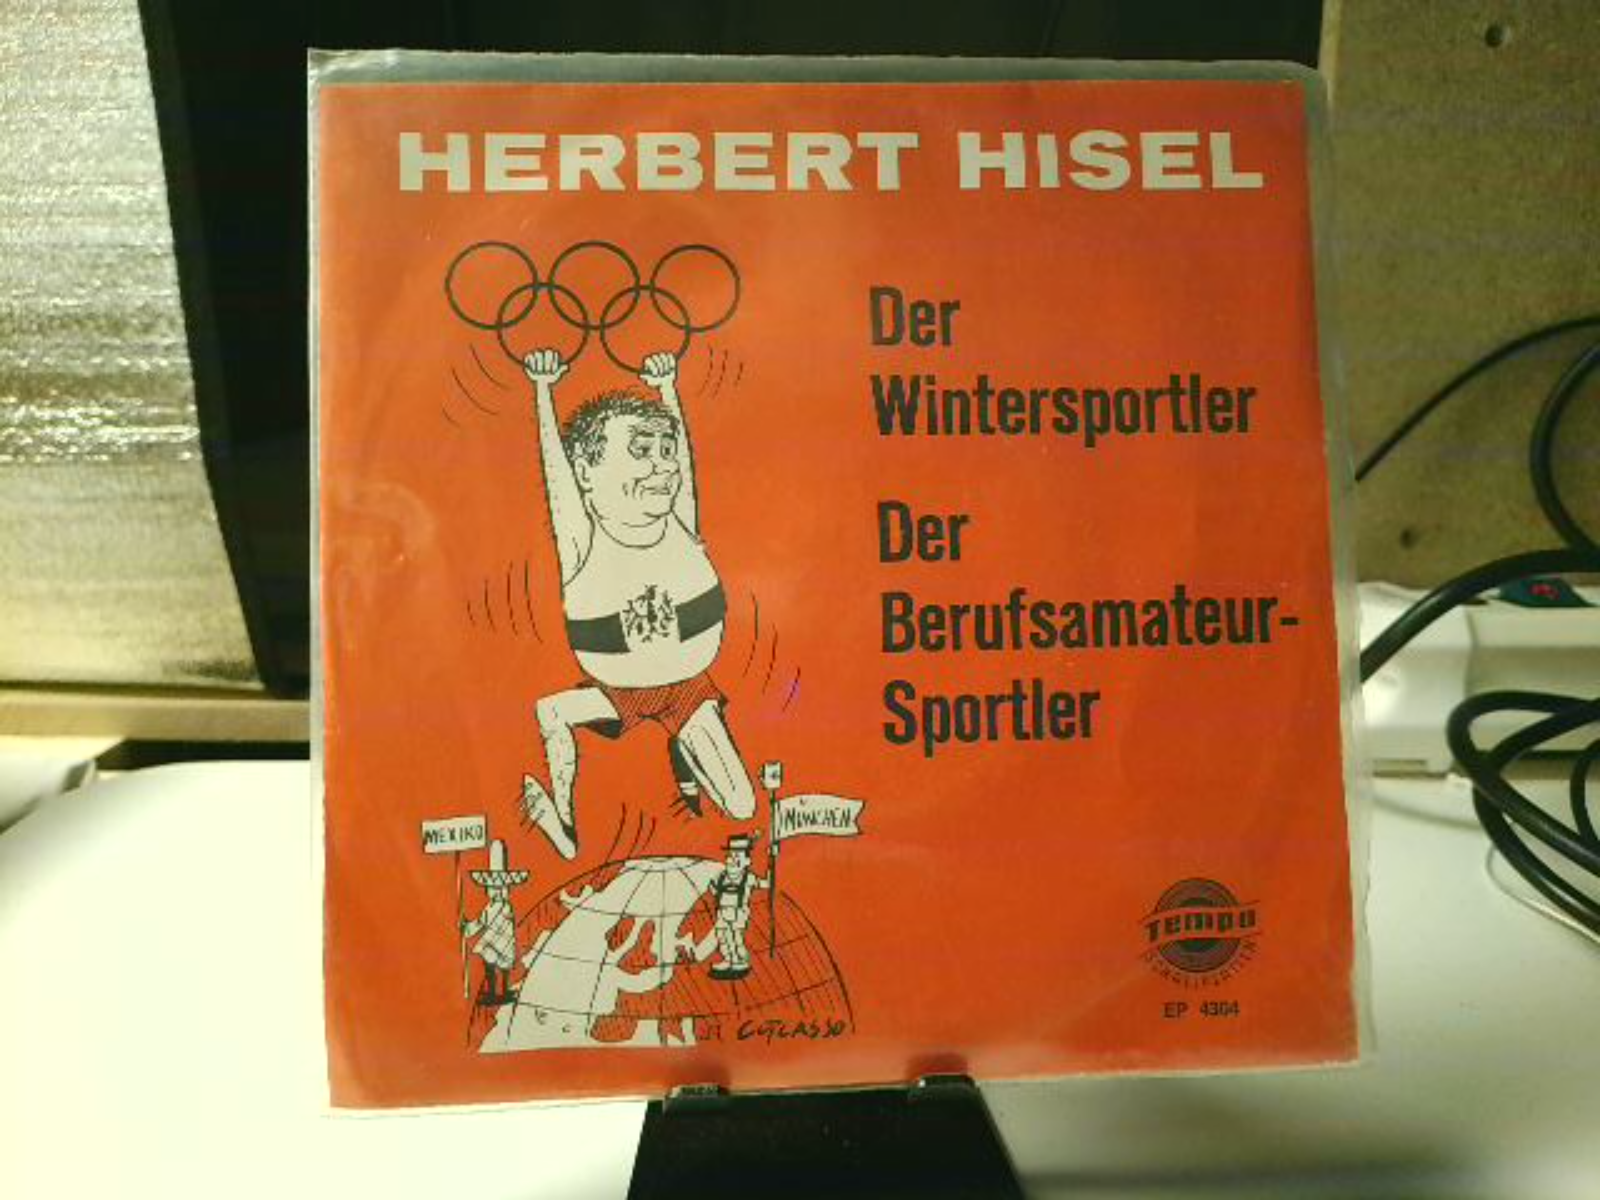 HERBERT HISEL
Der
Wintersportler
Der
Berufsamateur-
Sportler
MEXIKO
MÜNCHEN
Tempo
EP 4304